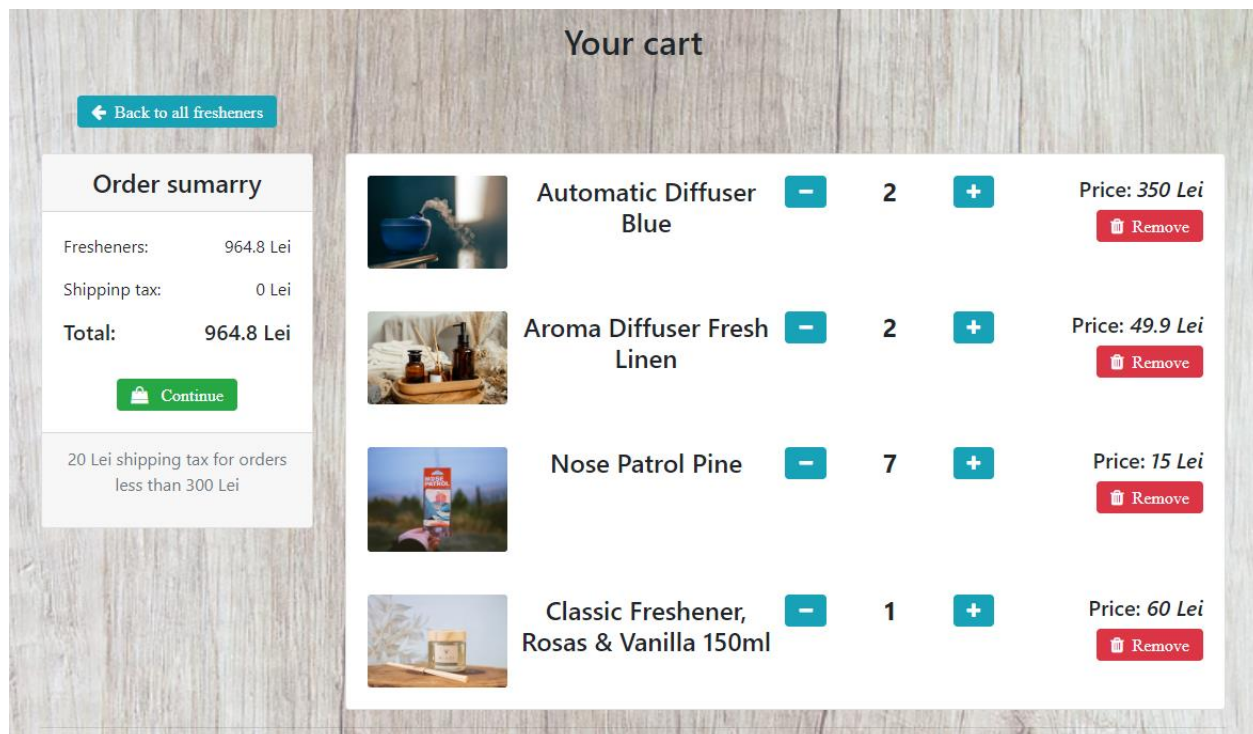 Your cart
Back to all fresheners
Order sumarry
Fresheners: 964.8 Lei
Shippinp tax: 0 Lei
Total: 964.8 Lei
Continue
20 Lei shipping tax for orders
less than 300 Lei
Automatic Diffuser
Blue
2
Price: 350 Lei
Remove
Aroma Diffuser Fresh
Linen
2
Price: 49.9 Lei
Remove
NOSE
PATROL
Nose Patrol Pine
7
Price: 15 Lei
Remove
Classic Freshener,
Rosas & Vanilla 150ml
1
Price: 60 Lei
Remove